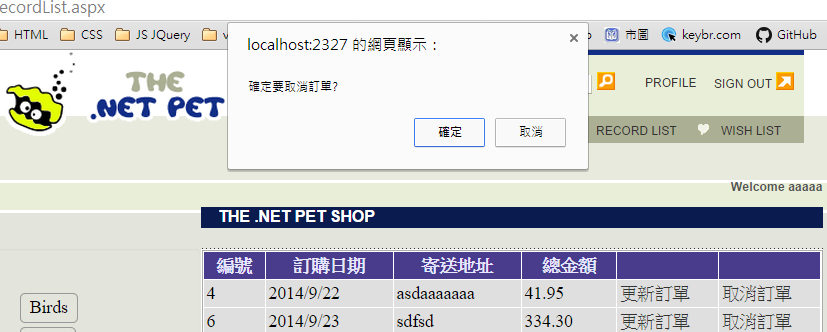 ecordList.aspx
HTML CSS JS JQuery 市圖 keybr.com GitHub
localhost:2327 的網頁顯示：
確定要取消訂單?
確定 取消
THE
.NET PET
PROFILE SIGN OUT
RECORD LIST WISH LIST
Welcome aaaaa
THE .NET PET SHOP
編號 訂購日期 寄送地址 總金額
4 2014/9/22 asdaaaaaaa 41.95 更新訂單 取消訂單
6 2014/9/23 sdfsd 334.30 更新訂單 取消訂單
Birds